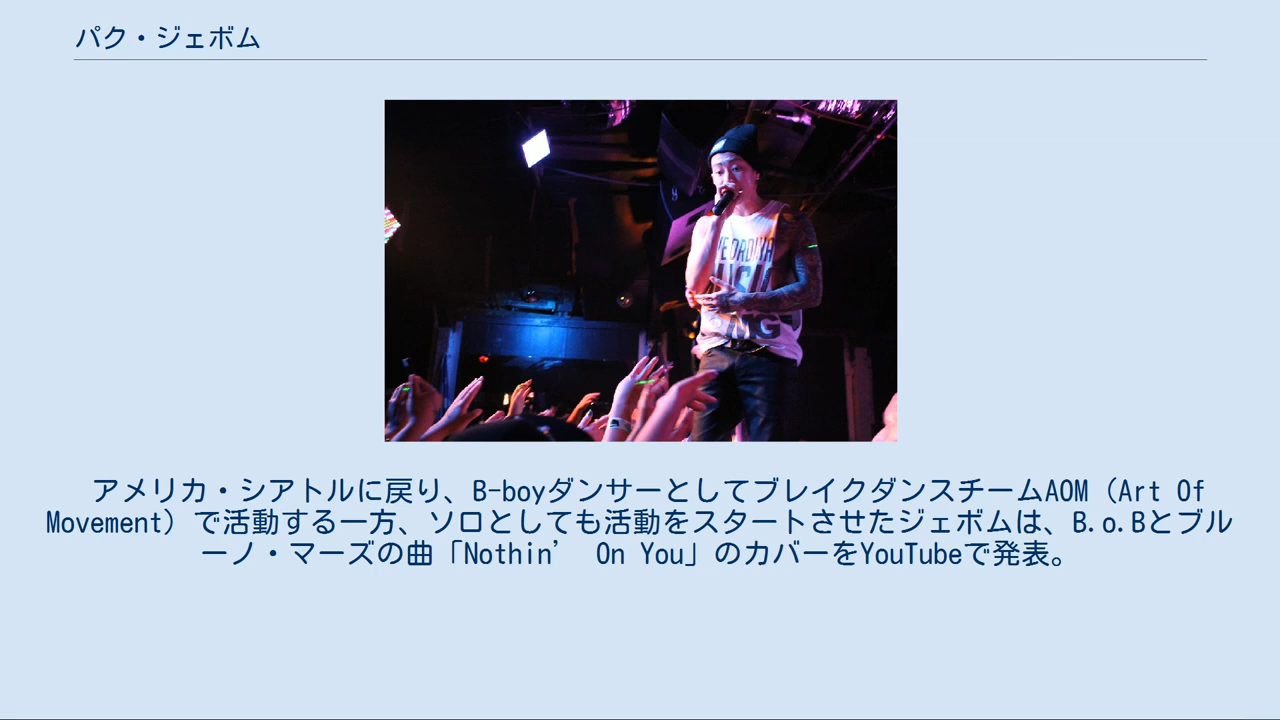 パク・ジェボム
アメリカ・シアトルに戻り、B-boyダンサーとしてブレイクダンスチームAOM（Art Of
Movement）で活動する一方、ソロとしても活動をスタートさせたジェボムは、B.o.Bとブル
ーノ・マーズの曲「Nothin’ On You」のカバーをYouTubeで発表。